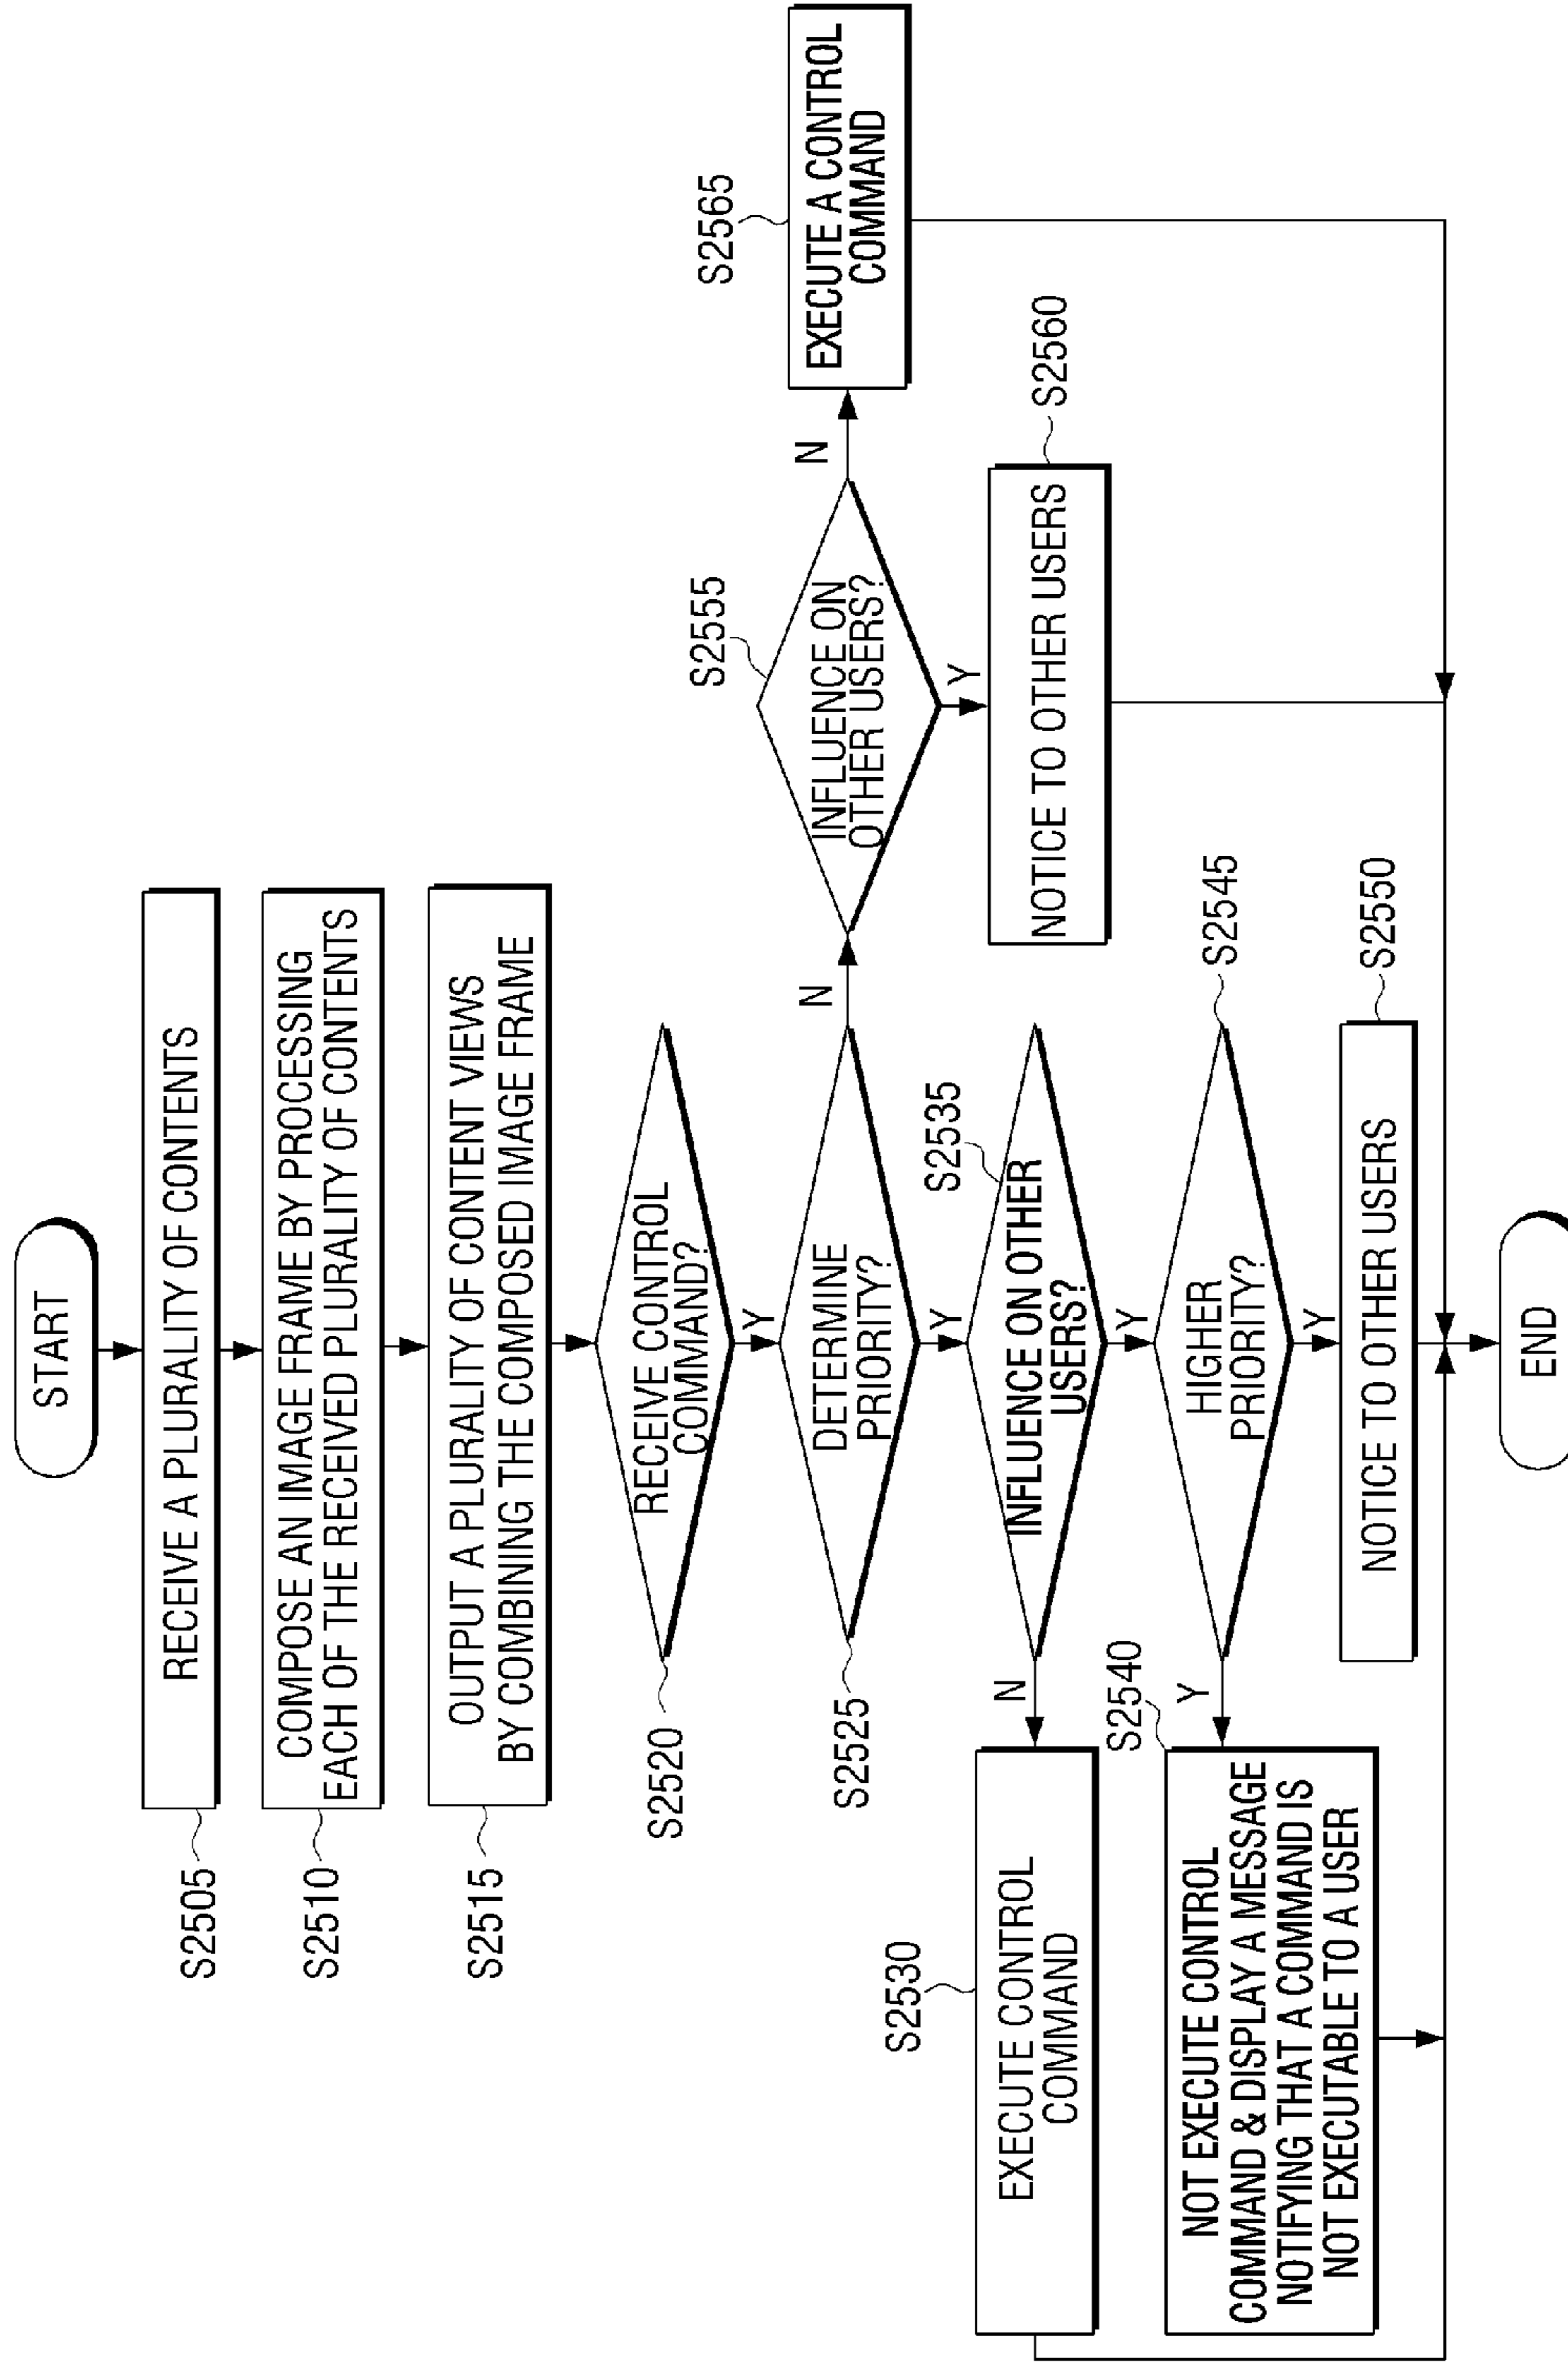 START
RECEIVE A PLURALITY OF CONTENTS
S2505
COMPOSE AN IMAGE FRAME BY PROCESSING
EACH OF THE RECEIVED PLURALITY OF CONTENTS
S2510
OUTPUT A PLURALITY OF CONTENT VIEWS
BY COMBINING THE COMPOSED IMAGE FRAME
S2515
RECEIVE CONTROL
COMMAND?
S2520
Y
DETERMINE
PRIORITY?
S2525
N
INFLUENCE ON
OTHER USERS?
S2555
N
EXECUTE A CONTROL
COMMAND
S2565
Y
NOTICE TO OTHER USERS
S2560
Y
INFLUENCE ON OTHER
USERS?
S2535
N
EXECUTE CONTROL
COMMAND
S2530
Y
HIGHER
PRIORITY?
S2545
Y
NOT EXECUTE CONTROL
COMMAND & DISPLAY A MESSAGE
NOTIFYING THAT A COMMAND IS
NOT EXECUTABLE TO A USER
S2540
Y
NOTICE TO OTHER USERS
S2550
END